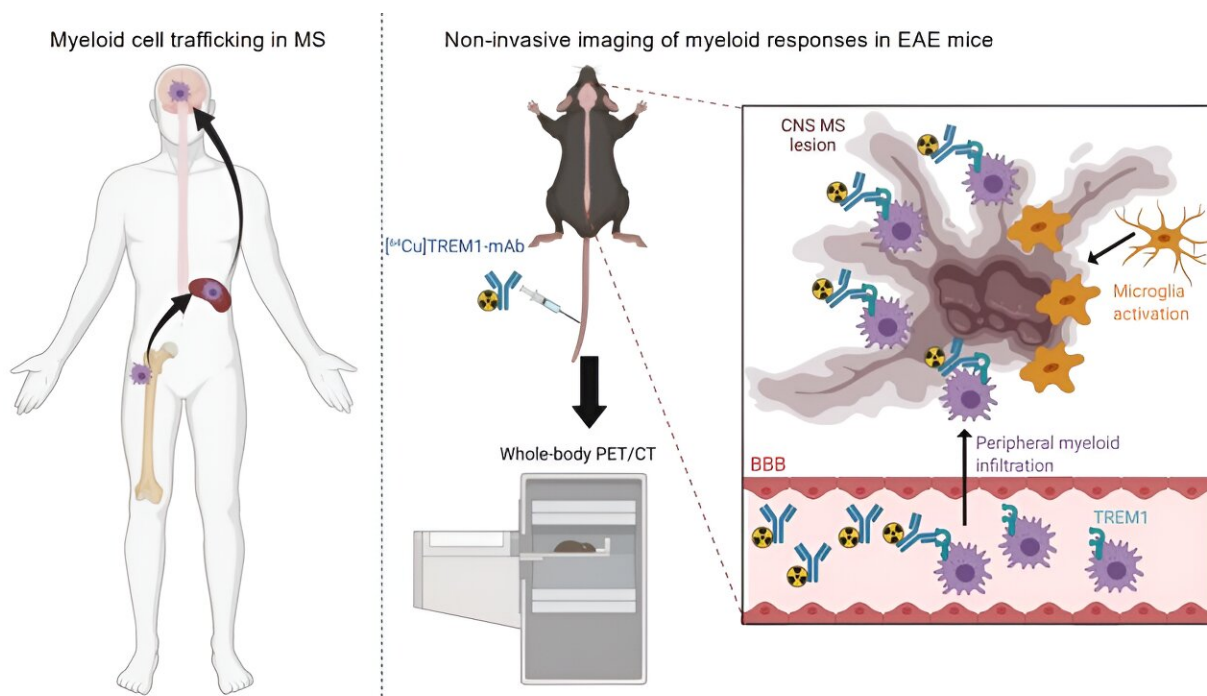 Myeloid cell trafficking in MS
Non-invasive imaging of myeloid responses in EAE mice
CNS MS
lesion
[⁶⁴Cu]TREM1-mAb
Microglia
activation
Whole-body PET/CT
Peripheral myeloid
infiltration
BBB
TREM1